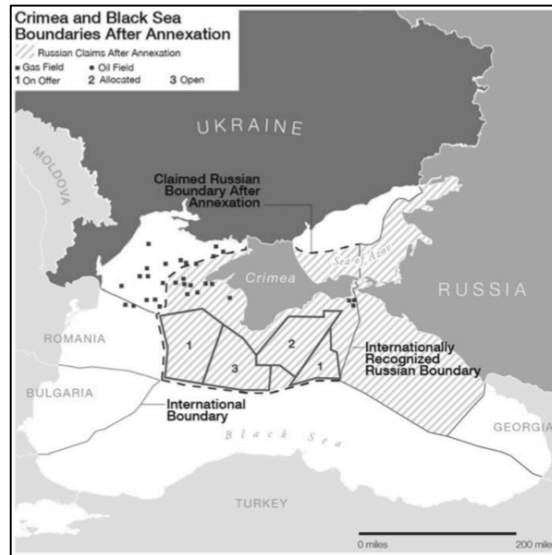 Crimea and Black Sea
Boundaries After Annexation
Russian Claims After Annexation
Gas Field
Oil Field
1 On Offer
2 Allocated
3 Open
UKRAINE
MOLDOVA
Claimed Russian
Boundary After
Annexation
Sea of Azov
Crimea
RUSSIA
ROMANIA
1
3
2
1
Internationally
Recognized
Russian Boundary
BULGARIA
International
Boundary
Black Sea
GEORGIA
TURKEY
0 miles
200 miles